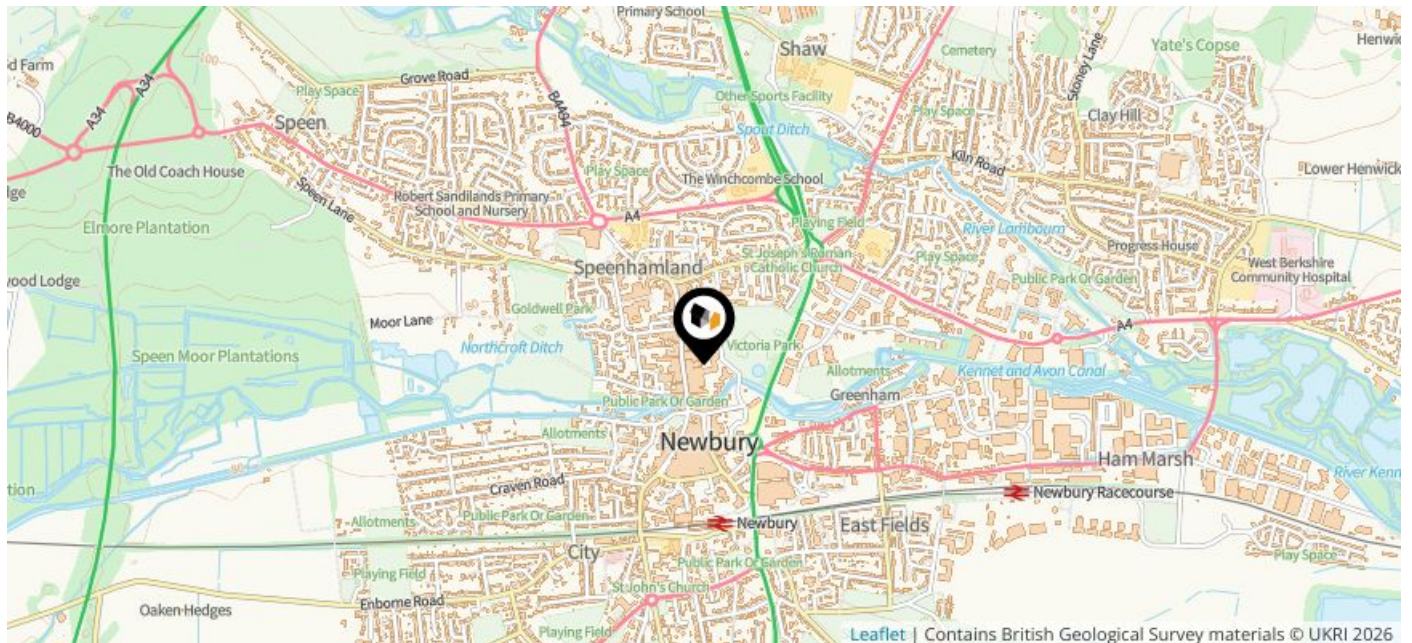 Primary School
Shaw
Cemetery
Yate's Copse
Henwic
d Farm
A34
Grove Road
Stoney Lane
Play Space
B4494
Other Sports Facility
Play Space
Clay Hill
B4000
A34
Speen
Spout Ditch
Kiln Road
The Old Coach House
Play Space
The Winchcombe School
Lower Henwick
dge
Speen Lane
Robert Sandilands Primary
School and Nursery
A4
Playing Field
Elmore Plantation
River Lambourn
Progress House
St Joseph's Roman
Catholic Church
Play Space
West Berkshire
Community Hospital
Speenhamland
Public Park Or Garden
wood Lodge
Goldwell Park
Moor Lane
A4
Speen Moor Plantations
Northcroft Ditch
Victoria Park
Allotments
Kennet and Avon Canal
Public Park Or Garden
Greenham
Allotments
Newbury
Ham Marsh
80
River Kenn
tion
Craven Road
Newbury Racecourse
Allotments
Public Park Or Garden
Newbury
East Fields
City
Play Space
Playing Field
Public Park Or Garden
St John's Church
Oaken Hedges
Enborne Road
Playing Field
Leaflet | Contains British Geological Survey materials © UKRI 2026